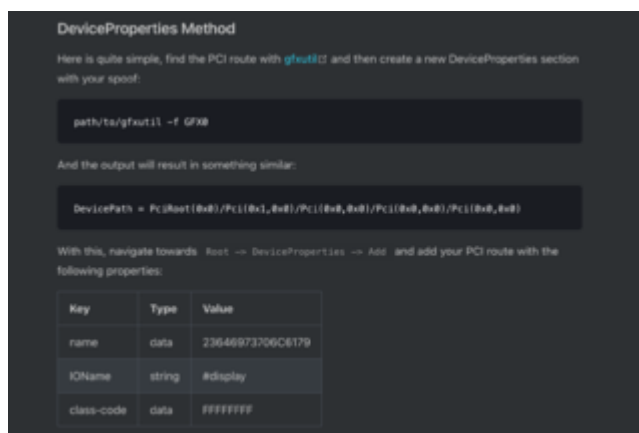 DeviceProperties Method
Here is quite simple, find the PCI route with gfxutil and then create a new DeviceProperties section
with your spoof:
path/to/gfxutil -f GFX0
And the output will result in something similar:
DevicePath = PciRoot(0x0)/Pci(0x1,0x0)/Pci(0x0,0x0)/Pci(0x0,0x0)/Pci(0x0,0x0)
With this, navigate towards Root -> DeviceProperties -> Add and add your PCI route with the
following properties:
Key Type Value
name data 23646973706C6179
IOName string #display
class-code data FFFFFFFF